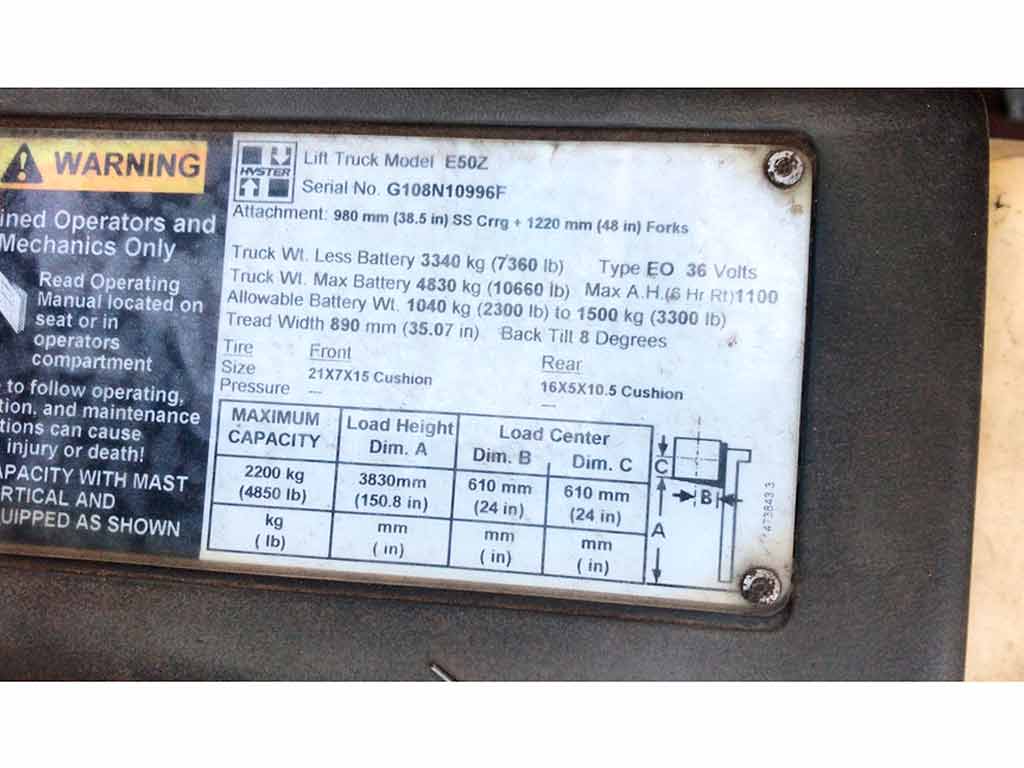 WARNING
ined Operators and
Mechanics Only
Read Operating
Manual located on
seat or in
operators
compartment
to follow operating,
tion, and maintenance
tions can cause
injury or death!
APACITY WITH MAST
RTICAL AND
QUIPPED AS SHOWN
HYSTER
Lift Truck Model E50Z
Serial No. G108N10996F
Attachment: 980 mm (38.5 in) SS Crrg + 1220 mm (48 in) Forks
Truck Wt. Less Battery 3340 kg (7360 lb) Type EO 36 Volts
Truck Wt. Max Battery 4830 kg (10660 lb) Max A.H.(6 Hr Rt)1100
Allowable Battery Wt. 1040 kg (2300 lb) to 1500 kg (3300 lb)
Tread Width 890 mm (35.07 in) Back Tilt 8 Degrees
Tire Front Rear
Size 21X7X15 Cushion 16X5X10.5 Cushion
Pressure --- ---
MAXIMUM CAPACITY Load Height Dim. A Load Center Dim. B Dim. C
2200 kg 3830mm 610 mm 610 mm
(4850 lb) (150.8 in) (24 in) (24 in)
kg mm mm mm
( lb) ( in) ( in) ( in)
C
B
A
473843 3